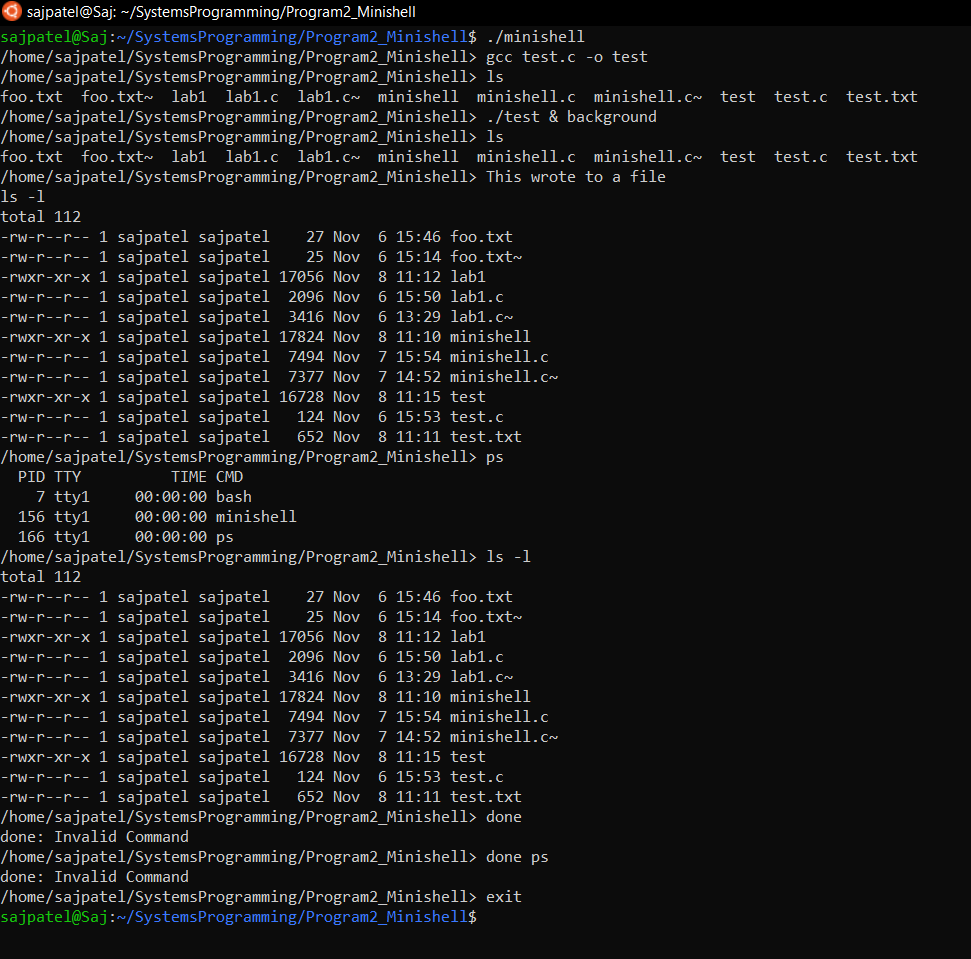 sajpatel@Saj: ~/SystemsProgramming/Program2_Minishell
sajpatel@Saj:~/SystemsProgramming/Program2_Minishell$ ./minishell
/home/sajpatel/SystemsProgramming/Program2_Minishell> gcc test.c -o test
/home/sajpatel/SystemsProgramming/Program2_Minishell> ls
foo.txt  foo.txt~  lab1  lab1.c  lab1.c~  minishell  minishell.c  minishell.c~  test  test.c  test.txt
/home/sajpatel/SystemsProgramming/Program2_Minishell> ./test & background
/home/sajpatel/SystemsProgramming/Program2_Minishell> ls
foo.txt  foo.txt~  lab1  lab1.c  lab1.c~  minishell  minishell.c  minishell.c~  test  test.c  test.txt
/home/sajpatel/SystemsProgramming/Program2_Minishell> This wrote to a file
ls -l
total 112
-rw-r--r-- 1 sajpatel sajpatel    27 Nov  6 15:46 foo.txt
-rw-r--r-- 1 sajpatel sajpatel    25 Nov  6 15:14 foo.txt~
-rwxr-xr-x 1 sajpatel sajpatel 17056 Nov  8 11:12 lab1
-rw-r--r-- 1 sajpatel sajpatel  2096 Nov  6 15:50 lab1.c
-rw-r--r-- 1 sajpatel sajpatel  3416 Nov  6 13:29 lab1.c~
-rwxr-xr-x 1 sajpatel sajpatel 17824 Nov  8 11:10 minishell
-rw-r--r-- 1 sajpatel sajpatel  7494 Nov  7 15:54 minishell.c
-rw-r--r-- 1 sajpatel sajpatel  7377 Nov  7 14:52 minishell.c~
-rwxr-xr-x 1 sajpatel sajpatel 16728 Nov  8 11:15 test
-rw-r--r-- 1 sajpatel sajpatel   124 Nov  6 15:53 test.c
-rw-r--r-- 1 sajpatel sajpatel   652 Nov  8 11:11 test.txt
/home/sajpatel/SystemsProgramming/Program2_Minishell> ps
  PID TTY          TIME CMD
    7 tty1     00:00:00 bash
  156 tty1     00:00:00 minishell
  166 tty1     00:00:00 ps
/home/sajpatel/SystemsProgramming/Program2_Minishell> ls -l
total 112
-rw-r--r-- 1 sajpatel sajpatel    27 Nov  6 15:46 foo.txt
-rw-r--r-- 1 sajpatel sajpatel    25 Nov  6 15:14 foo.txt~
-rwxr-xr-x 1 sajpatel sajpatel 17056 Nov  8 11:12 lab1
-rw-r--r-- 1 sajpatel sajpatel  2096 Nov  6 15:50 lab1.c
-rw-r--r-- 1 sajpatel sajpatel  3416 Nov  6 13:29 lab1.c~
-rwxr-xr-x 1 sajpatel sajpatel 17824 Nov  8 11:10 minishell
-rw-r--r-- 1 sajpatel sajpatel  7494 Nov  7 15:54 minishell.c
-rw-r--r-- 1 sajpatel sajpatel  7377 Nov  7 14:52 minishell.c~
-rwxr-xr-x 1 sajpatel sajpatel 16728 Nov  8 11:15 test
-rw-r--r-- 1 sajpatel sajpatel   124 Nov  6 15:53 test.c
-rw-r--r-- 1 sajpatel sajpatel   652 Nov  8 11:11 test.txt
/home/sajpatel/SystemsProgramming/Program2_Minishell> done
done: Invalid Command
/home/sajpatel/SystemsProgramming/Program2_Minishell> done ps
done: Invalid Command
/home/sajpatel/SystemsProgramming/Program2_Minishell> exit
sajpatel@Saj:~/SystemsProgramming/Program2_Minishell$